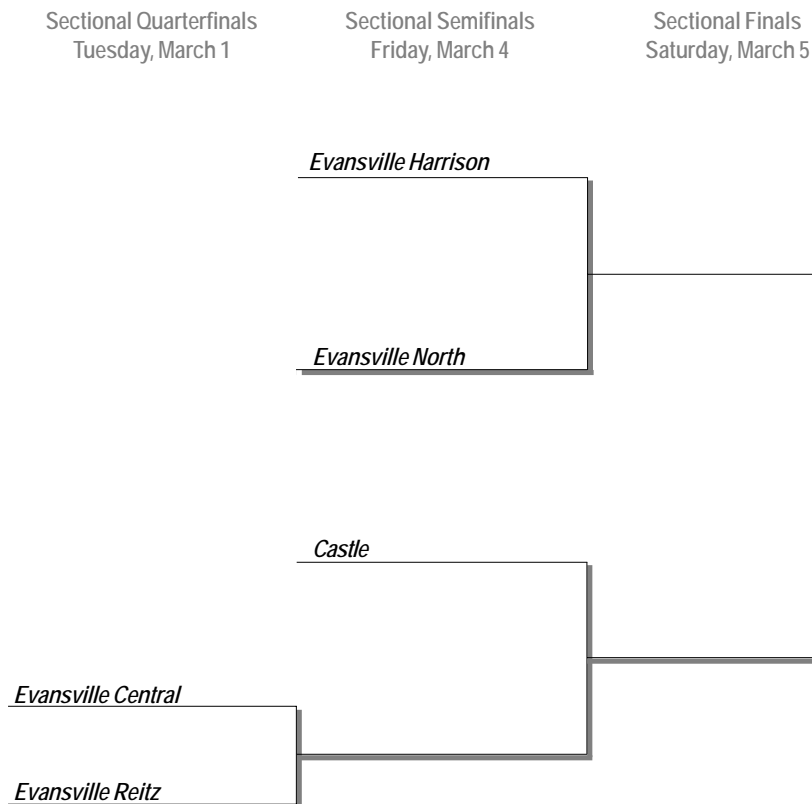 Sectional Quarterfinals
Tuesday, March 1
Sectional Semifinals
Friday, March 4
Sectional Finals
Saturday, March 5
Evansville Harrison
Evansville North
Castle
Evansville Central
Evansville Reitz